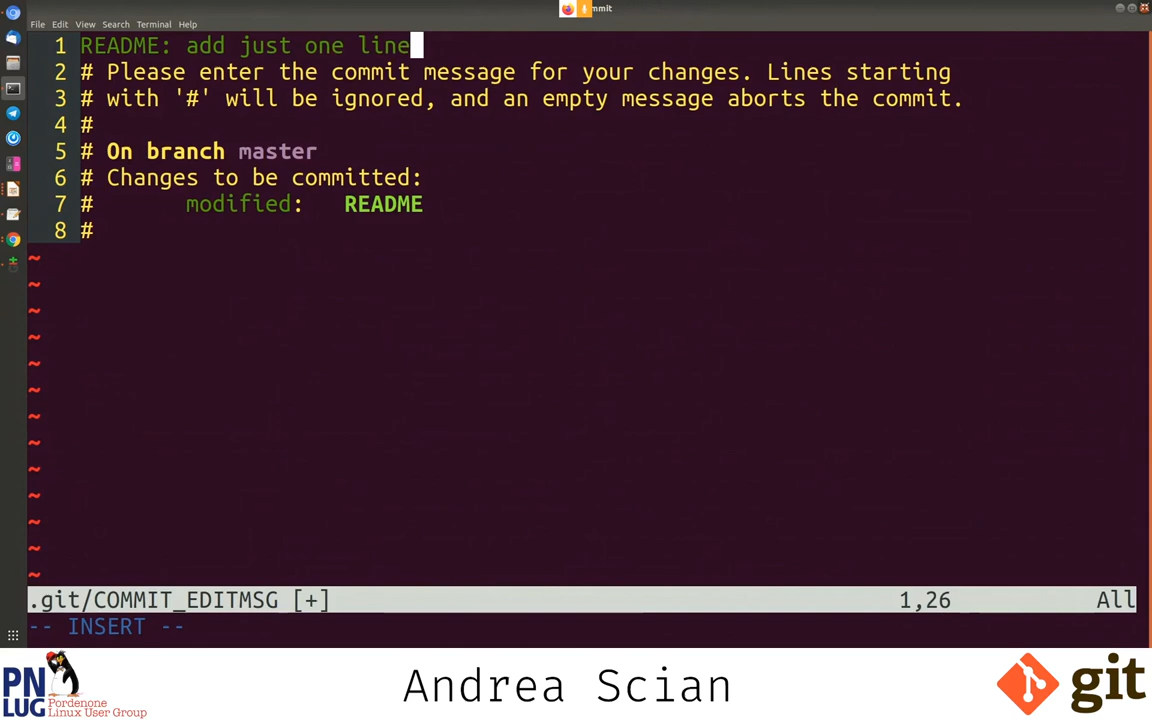 mmit
File Edit View Search Terminal Help
1 README: add just one line
2 # Please enter the commit message for your changes. Lines starting
3 # with '#' will be ignored, and an empty message aborts the commit.
4 #
5 # On branch master
6 # Changes to be committed:
7 #       modified:   README
8 #
~
~
~
~
~
~
~
~
~
~
~
~
~
.git/COMMIT_EDITMSG [+] 1,26 All
-- INSERT --
PN
LUG Pordenone
Linux User Group
Andrea Scian
git